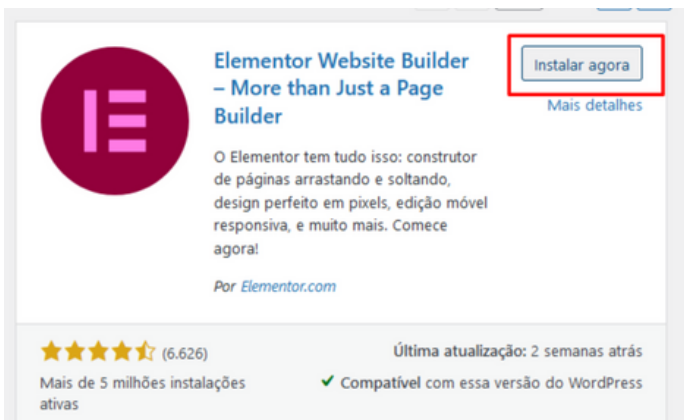 Elementor Website Builder
– More than Just a Page
Builder
Instalar agora
Mais detalhes
O Elementor tem tudo isso: construtor
de páginas arrastando e soltando,
design perfeito em pixels, edição móvel
responsiva, e muito mais. Comece
agora!
Por Elementor.com
(6.626)
Mais de 5 milhões instalações
ativas
Última atualização: 2 semanas atrás
Compatível com essa versão do WordPress